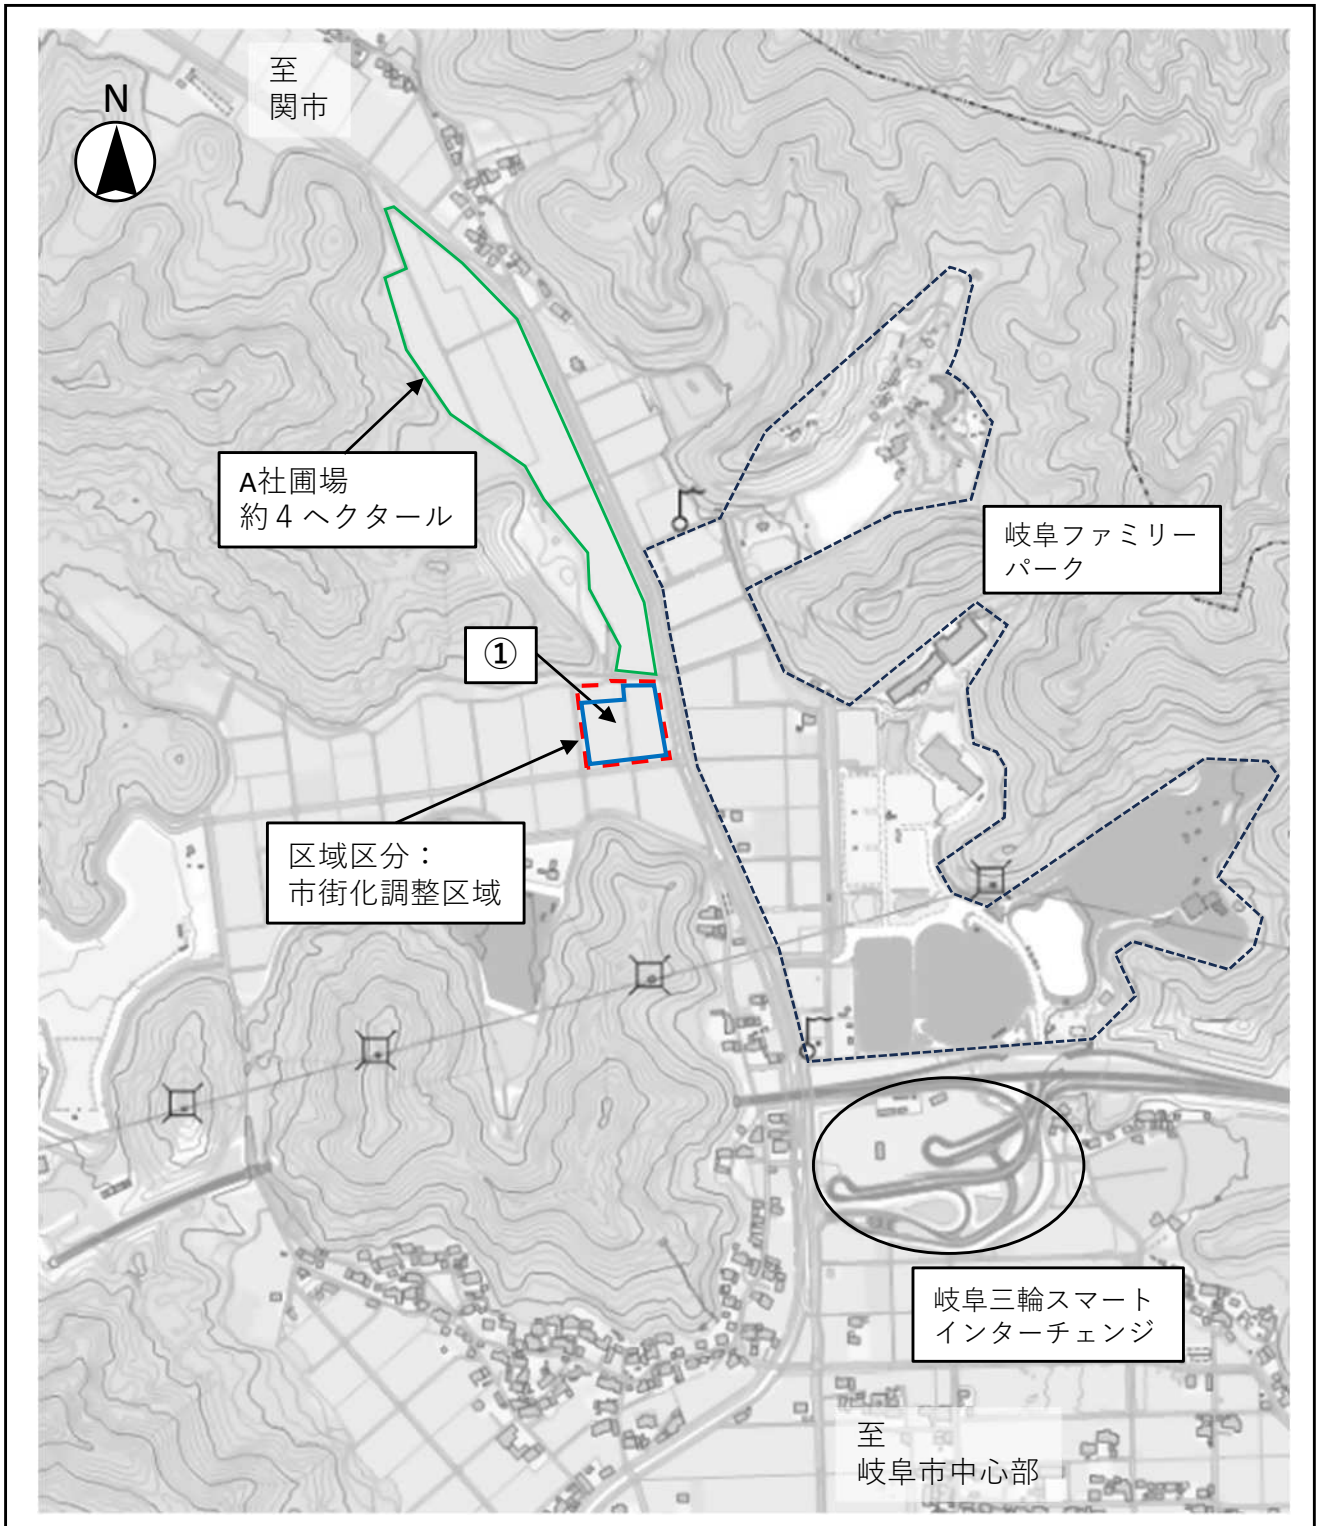 至
関市
N
A社圃場
約４ヘクタール
岐阜ファミリー
パーク
①
区域区分：
市街化調整区域
岐阜三輪スマート
インターチェンジ
至
岐阜市中心部